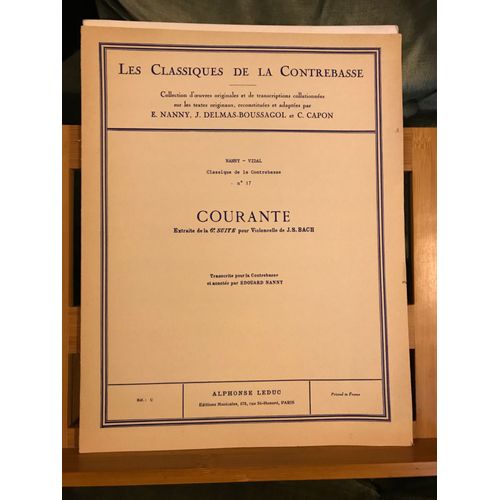 LES CLASSIQUES DE LA CONTREBASSE
Collection d'œuvres originales et de transcriptions collationnées
sur les textes originaux, reconstituées et adaptées par
E. NANNY, J. DELMAS-BOUSSAGOL et C. CAPON
NANNY - VIDAL
Classique de la Contrebasse
- n° 17
COURANTE
Extraite de la 6e SUITE pour Violoncelle de J. S. BACH
Transcrite pour la Contrebasse
et annotée par EDOUARD NANNY
Réf. : C
ALPHONSE LEDUC
Editions Musicales, 175, rue St-Honoré, PARIS
Printed in France